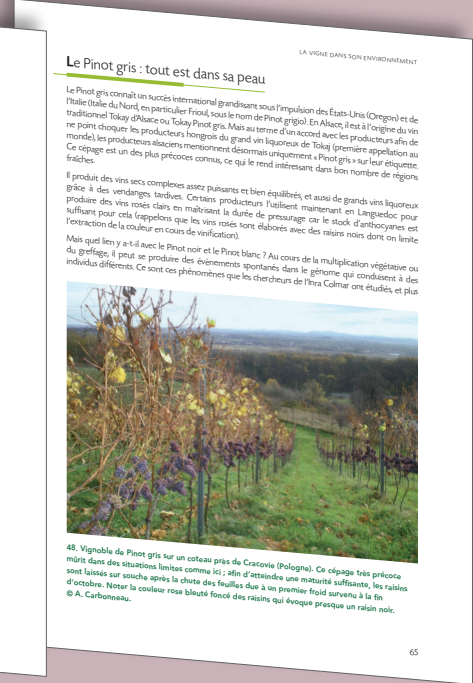 LA VIGNE DANS SON ENVIRONNEMENT
Le Pinot gris : tout est dans sa peau
Le Pinot gris connaît un succès international grandissant sous l'impulsion des États-Unis (Oregon) et de
l'Italie (Italie du Nord, en particulier Frioul, sous le nom de Pinot grigio). En Alsace, il est à l'origine du vin
traditionnel Tokay d'Alsace ou Tokay Pinot gris. Mais au terme d'un accord avec les producteurs afin de
ne point choquer les producteurs hongrois du grand vin liquoreux de Tokaj (première appellation au
monde), les producteurs alsaciens mentionnent désormais uniquement « Pinot gris » sur leur étiquette.
Ce cépage est un des plus précoces connus, ce qui le rend intéressant dans bon nombre de régions
fraîches.
Il produit des vins secs complexes assez puissants et bien équilibrés, et aussi de grands vins liquoreux
grâce à des vendanges tardives. Certains producteurs l'utilisent maintenant en Languedoc pour
produire des vins rosés clairs en maîtrisant la durée de pressurage car le stock d'anthocyanes est
suffisant pour cela (rappelons que les vins rosés sont élaborés avec des raisins noirs dont on limite
l'extraction de la couleur en cours de vinification).
Mais quel lien y a-t-il avec le Pinot noir et le Pinot blanc ? Au cours de la multiplication végétative ou
du greffage, il peut se produire des évènements spontanés dans le génome qui conduisent à des
individus différents. Ce sont ces phénomènes que les chercheurs de l'Inra Colmar ont étudiés, et plus
48. Vignoble de Pinot gris sur un coteau près de Cracovie (Pologne). Ce cépage très précoce
mûrit dans des situations limites comme ici ; afin d'atteindre une maturité suffisante, les raisins
sont laissés sur souche après la chute des feuilles due à un premier froid survenu à la fin
d'octobre. Noter la couleur rose bleuté foncé des raisins qui évoque presque un raisin noir.
© A. Carbonneau.
65